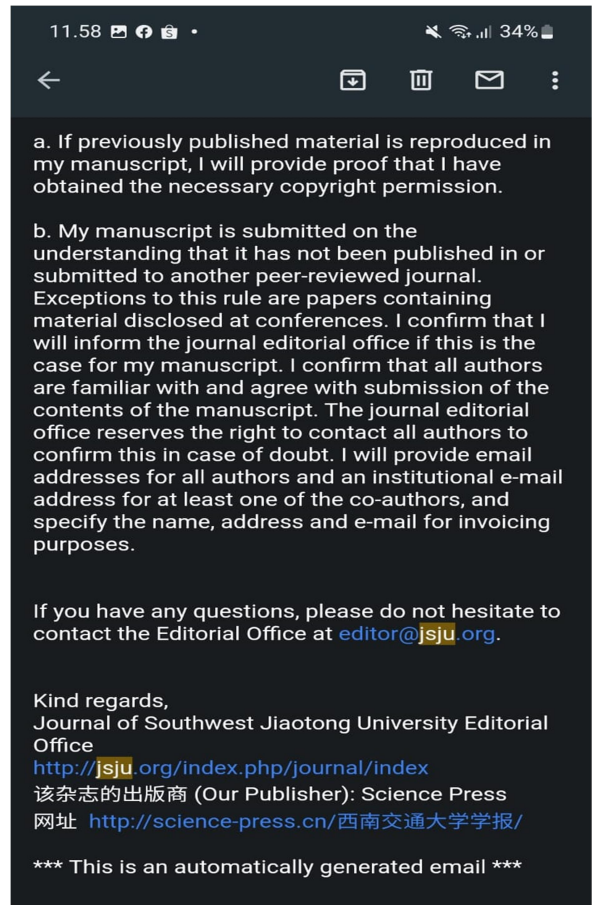 11.58
34%
a. If previously published material is reproduced in
my manuscript, I will provide proof that I have
obtained the necessary copyright permission.
b. My manuscript is submitted on the
understanding that it has not been published in or
submitted to another peer-reviewed journal.
Exceptions to this rule are papers containing
material disclosed at conferences. I confirm that I
will inform the journal editorial office if this is the
case for my manuscript. I confirm that all authors
are familiar with and agree with submission of the
contents of the manuscript. The journal editorial
office reserves the right to contact all authors to
confirm this in case of doubt. I will provide email
addresses for all authors and an institutional e-mail
address for at least one of the co-authors, and
specify the name, address and e-mail for invoicing
purposes.
If you have any questions, please do not hesitate to
contact the Editorial Office at editor@jsju.org.
Kind regards,
Journal of Southwest Jiaotong University Editorial
Office
http://jsju.org/index.php/journal/index
该杂志的出版商 (Our Publisher): Science Press
网址 http://science-press.cn/西南交通大学学报/
*** This is an automatically generated email ***